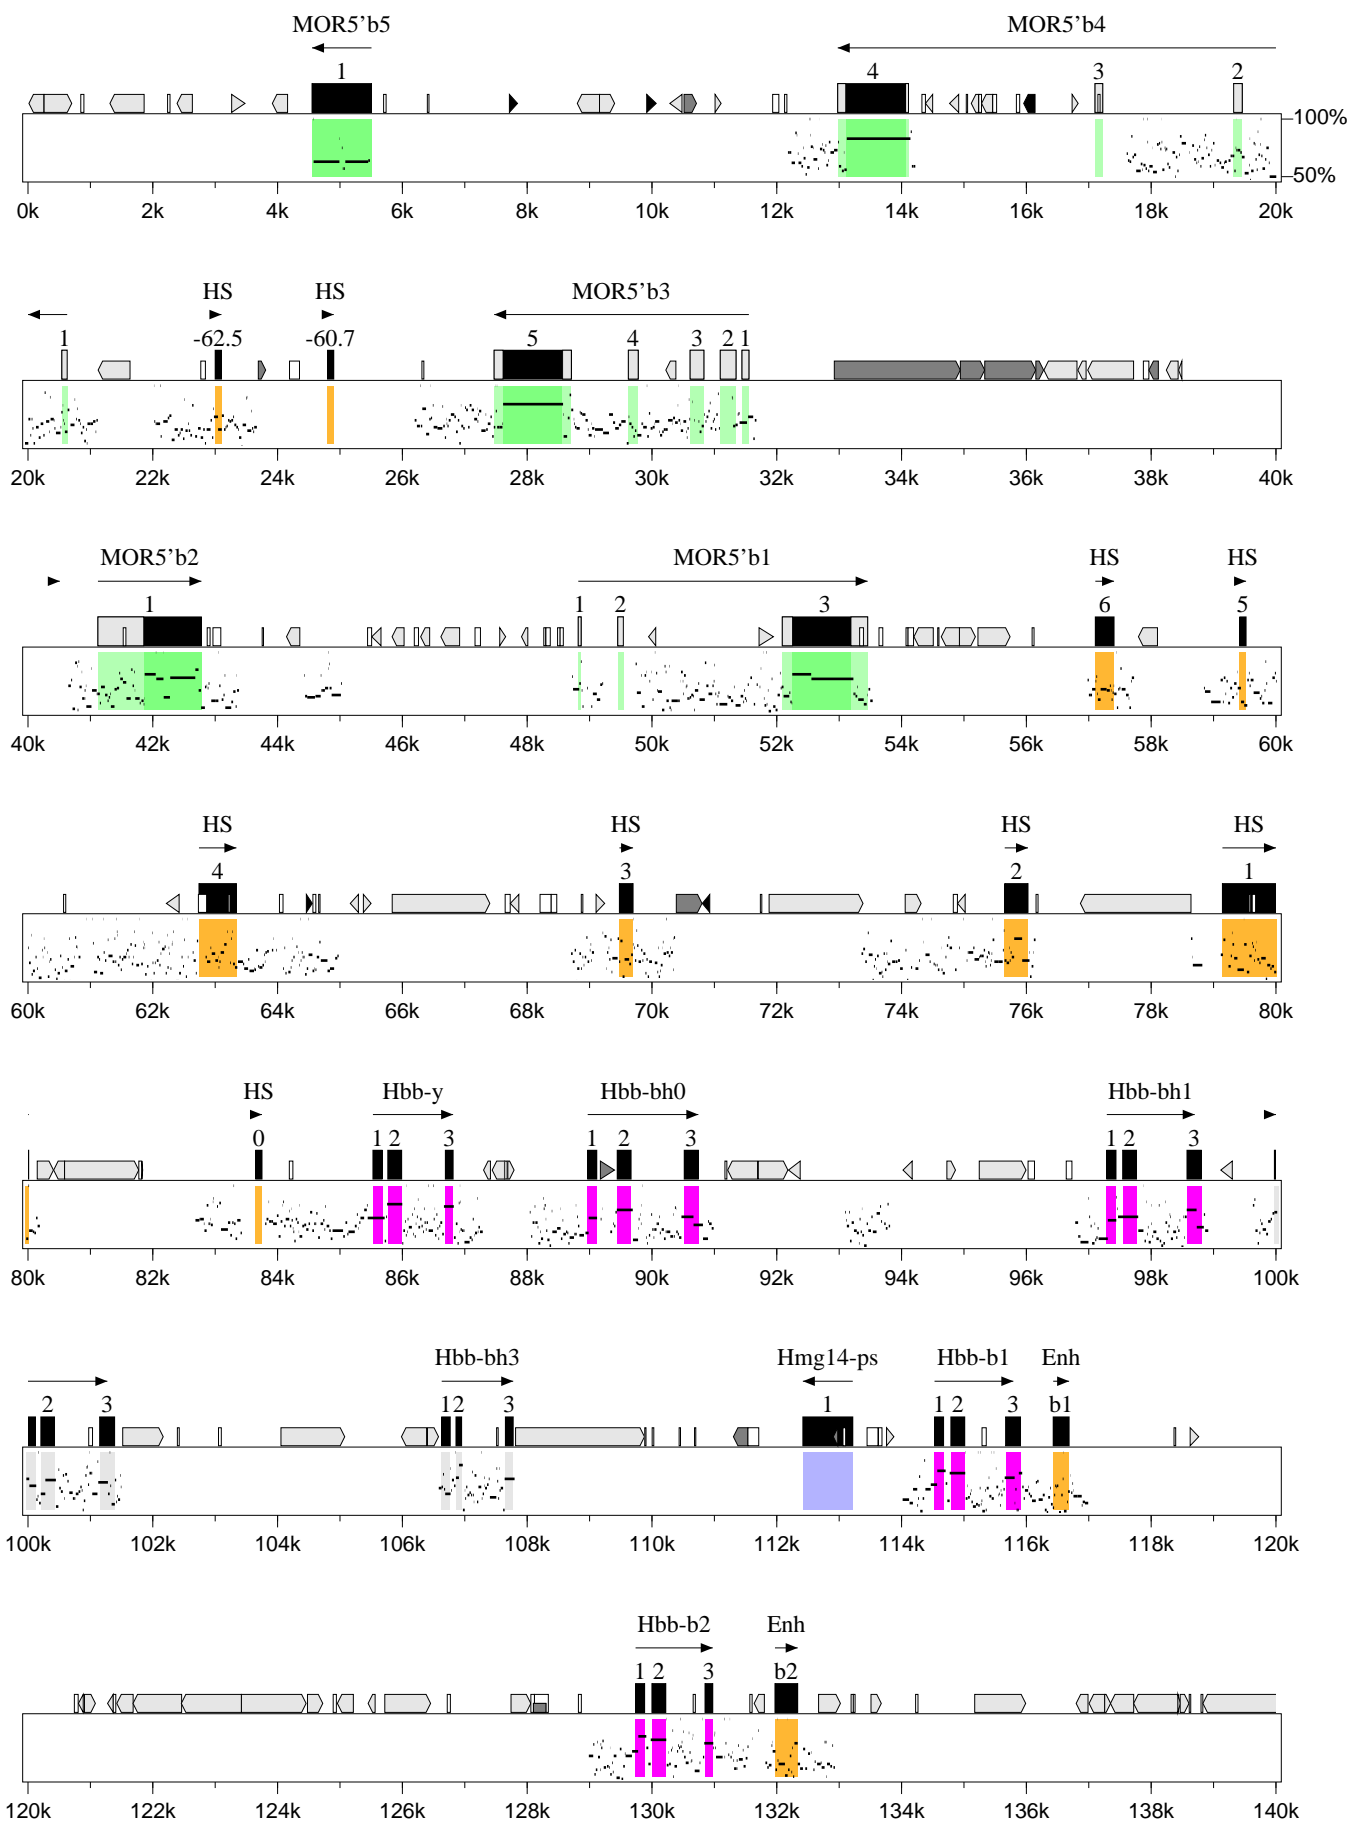 MOR5'b5 MOR5'b4
1 4 3 2
100%
50%
0k 2k 4k 6k 8k 10k 12k 14k 16k 18k 20k
HS HS MOR5'b3
1 -62.5 -60.7 5 4 3 2 1
20k 22k 24k 26k 28k 30k 32k 34k 36k 38k 40k
MOR5'b2 MOR5'b1 HS HS
1 1 2 3 6 5
40k 42k 44k 46k 48k 50k 52k 54k 56k 58k 60k
HS HS HS HS
4 3 2 1
60k 62k 64k 66k 68k 70k 72k 74k 76k 78k 80k
HS Hbb-y Hbb-bh0 Hbb-bh1
0 1 2 3 1 2 3 1 2 3
80k 82k 84k 86k 88k 90k 92k 94k 96k 98k 100k
Hbb-bh3 Hmg14-ps Hbb-b1 Enh
2 3 1 2 3 1 1 2 3 b1
100k 102k 104k 106k 108k 110k 112k 114k 116k 118k 120k
Hbb-b2 Enh
1 2 3 b2
120k 122k 124k 126k 128k 130k 132k 134k 136k 138k 140k